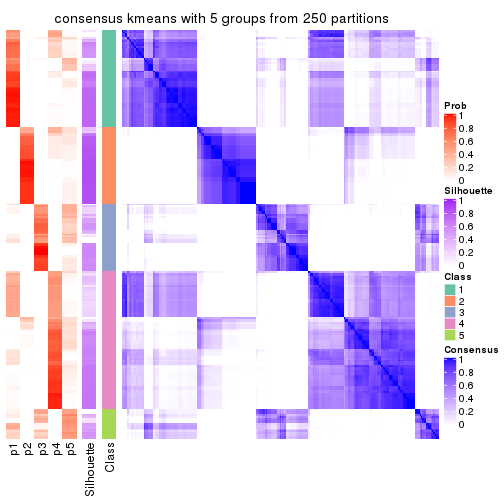 consensus kmeans with 5 groups from 250 partitions
Prob
1
0.8
0.6
0.4
0.2
0
Silhouette
1
0.8
0.6
0.4
0.2
0
Class
1
2
3
4
5
Consensus
1
0.8
0.6
0.4
0.2
0
p1
p2
p3
p4
p5
Silhouette
Class